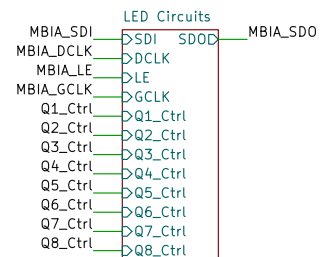 LED Circuits
MBIA_SDI SDI SDO MBIA_SDO
MBIA_DCLK DCLK
MBIA_LE LE
MBIA_GCLK GCLK
Q1_Ctrl Q1_Ctrl
Q2_Ctrl Q2_Ctrl
Q3_Ctrl Q3_Ctrl
Q4_Ctrl Q4_Ctrl
Q5_Ctrl Q5_Ctrl
Q6_Ctrl Q6_Ctrl
Q7_Ctrl Q7_Ctrl
Q8_Ctrl Q8_Ctrl